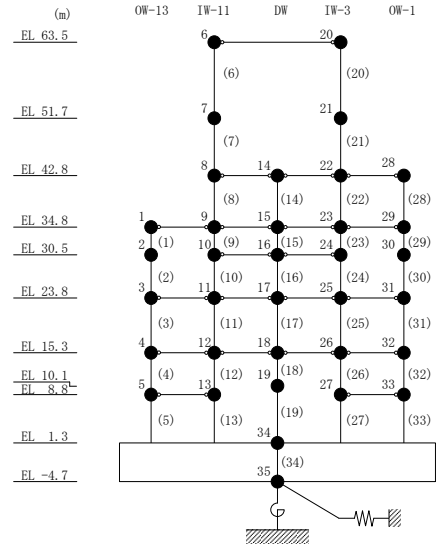 (m) OW-13 IW-11 DW IW-3 OW-1
EL 63.5 6 20
(6) (20)
EL 51.7 7 21
(7) (21)
EL 42.8 8 14 22 28
(8) (14) (22) (28)
EL 34.8 1 9 15 23 29
(1) (9) (15) (23) (29)
EL 30.5 2 10 16 24 30
(2) (10) (16) (24) (30)
EL 23.8 3 11 17 25 31
(3) (11) (17) (25) (31)
EL 15.3 4 12 18 26 32
(4) (12) (18) (26) (32)
EL 10.1 19
EL 8.8 5 13 27 33
(5) (13) (19) (27) (33)
EL 1.3 34
(34)
EL -4.7 35